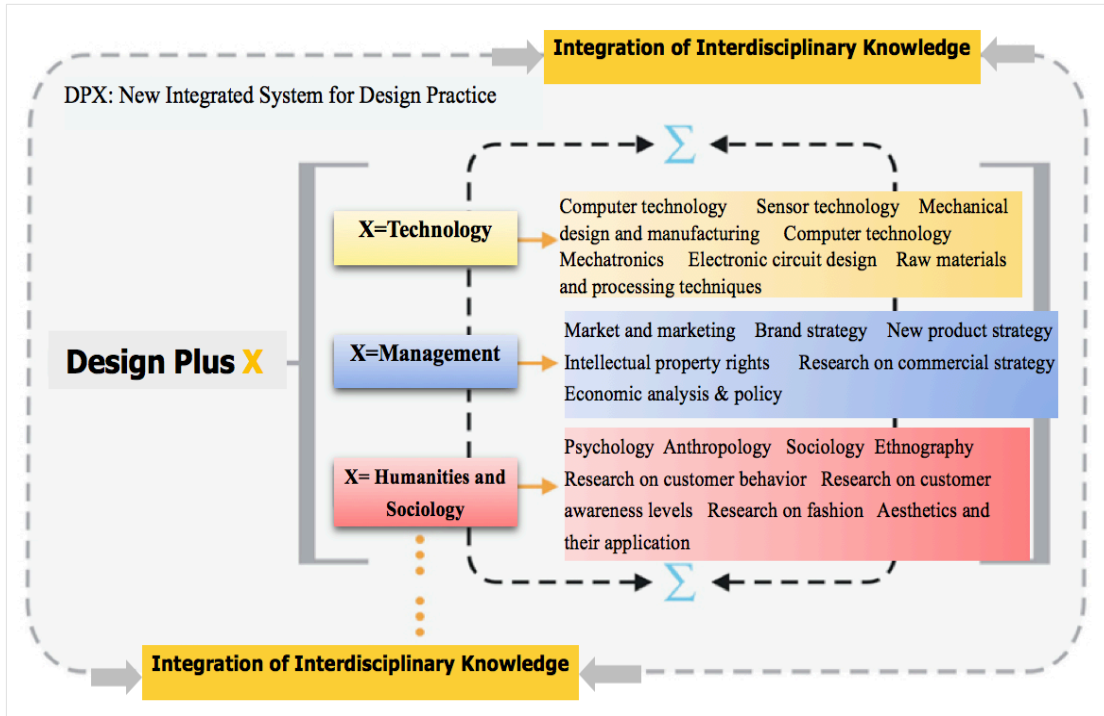 Integration of Interdisciplinary Knowledge
DPX: New Integrated System for Design Practice
Σ
X=Technology
Computer technology Sensor technology Mechanical
design and manufacturing Computer technology
Mechatronics Electronic circuit design Raw materials
and processing techniques
Design Plus X
X=Management
Market and marketing Brand strategy New product strategy
Intellectual property rights Research on commercial strategy
Economic analysis & policy
X= Humanities and
Sociology
Psychology Anthropology Sociology Ethnography
Research on customer behavior Research on customer
awareness levels Research on fashion Aesthetics and
their application
Σ
Integration of Interdisciplinary Knowledge